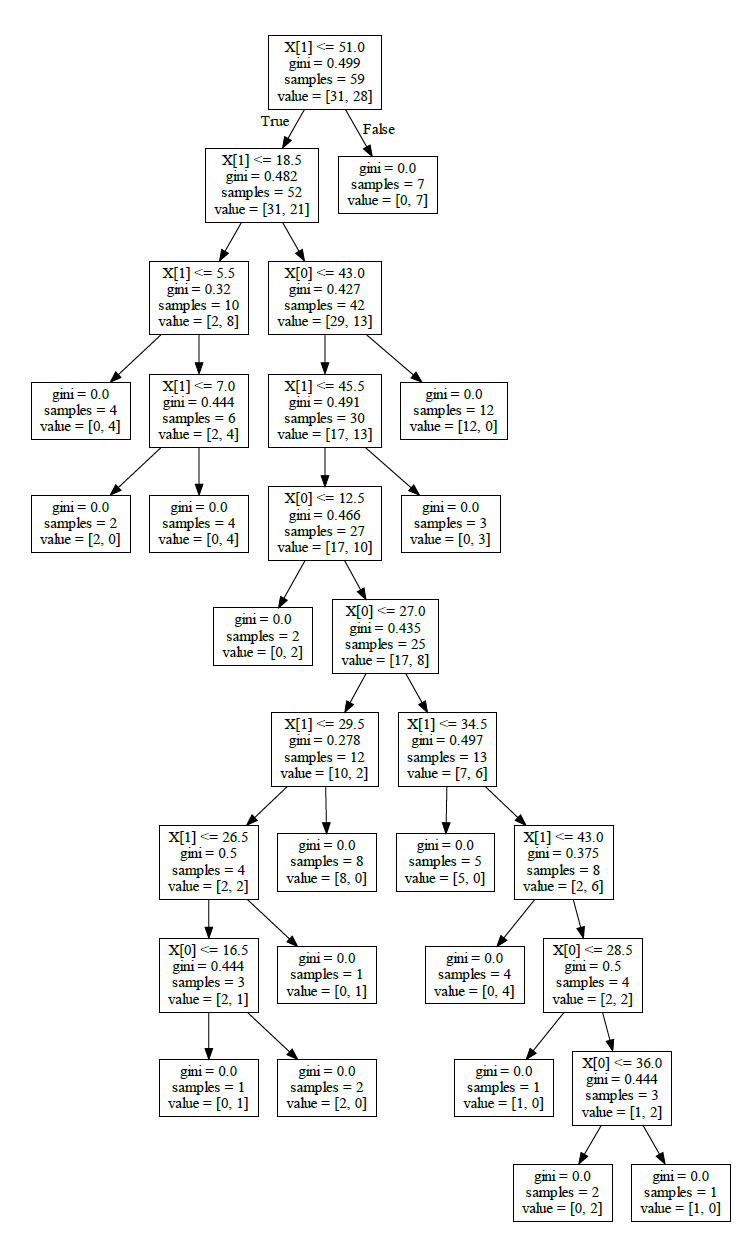 X[1] <= 51.0
gini = 0.499
samples = 59
value = [31, 28]
True
False
X[1] <= 18.5
gini = 0.482
samples = 52
value = [31, 21]
gini = 0.0
samples = 7
value = [0, 7]
X[1] <= 5.5
gini = 0.32
samples = 10
value = [2, 8]
X[0] <= 43.0
gini = 0.427
samples = 42
value = [29, 13]
gini = 0.0
samples = 4
value = [0, 4]
X[1] <= 7.0
gini = 0.444
samples = 6
value = [2, 4]
X[1] <= 45.5
gini = 0.491
samples = 30
value = [17, 13]
gini = 0.0
samples = 12
value = [12, 0]
gini = 0.0
samples = 2
value = [2, 0]
gini = 0.0
samples = 4
value = [0, 4]
X[0] <= 12.5
gini = 0.466
samples = 27
value = [17, 10]
gini = 0.0
samples = 3
value = [0, 3]
gini = 0.0
samples = 2
value = [0, 2]
X[0] <= 27.0
gini = 0.435
samples = 25
value = [17, 8]
X[1] <= 29.5
gini = 0.278
samples = 12
value = [10, 2]
X[1] <= 34.5
gini = 0.497
samples = 13
value = [7, 6]
X[1] <= 26.5
gini = 0.5
samples = 4
value = [2, 2]
gini = 0.0
samples = 8
value = [8, 0]
gini = 0.0
samples = 5
value = [5, 0]
X[1] <= 43.0
gini = 0.375
samples = 8
value = [2, 6]
X[0] <= 16.5
gini = 0.444
samples = 3
value = [2, 1]
gini = 0.0
samples = 1
value = [0, 1]
gini = 0.0
samples = 4
value = [0, 4]
X[0] <= 28.5
gini = 0.5
samples = 4
value = [2, 2]
gini = 0.0
samples = 1
value = [0, 1]
gini = 0.0
samples = 2
value = [2, 0]
gini = 0.0
samples = 1
value = [1, 0]
X[0] <= 36.0
gini = 0.444
samples = 3
value = [1, 2]
gini = 0.0
samples = 2
value = [0, 2]
gini = 0.0
samples = 1
value = [1, 0]